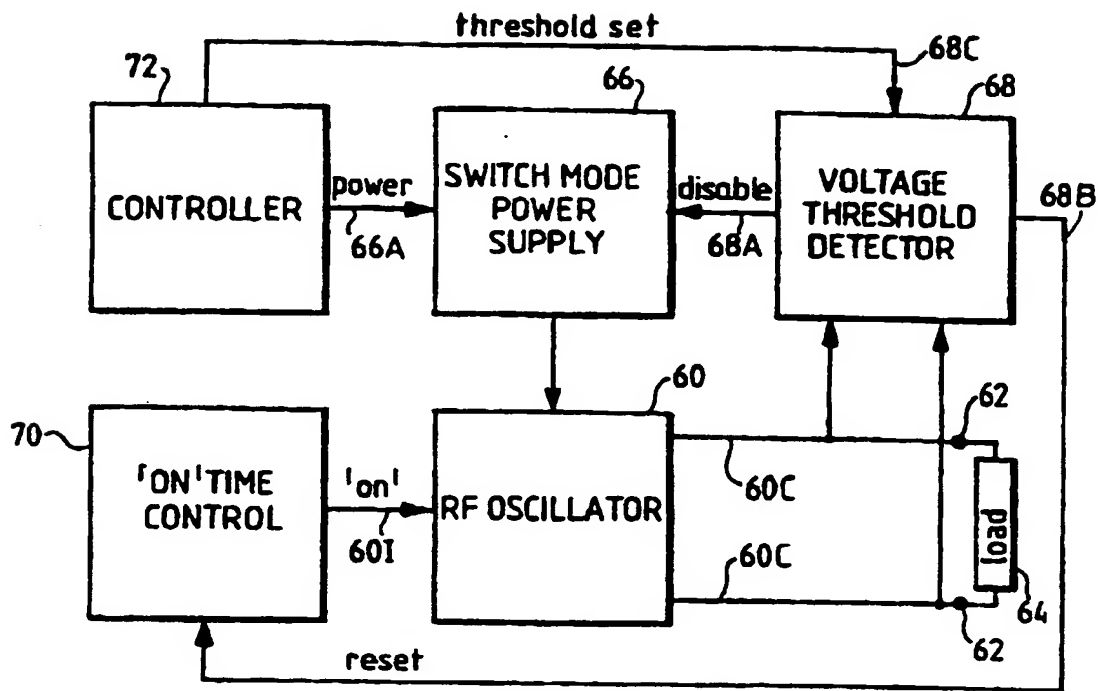 threshold set
72
66
68C
68
CONTROLLER
power
66A
SWITCH MODE
POWER
SUPPLY
disable
68A
VOLTAGE
THRESHOLD
DETECTOR
68B
70
'ON' TIME
CONTROL
'on'
60I
60
RF OSCILLATOR
60C
60C
62
load
64
62
reset